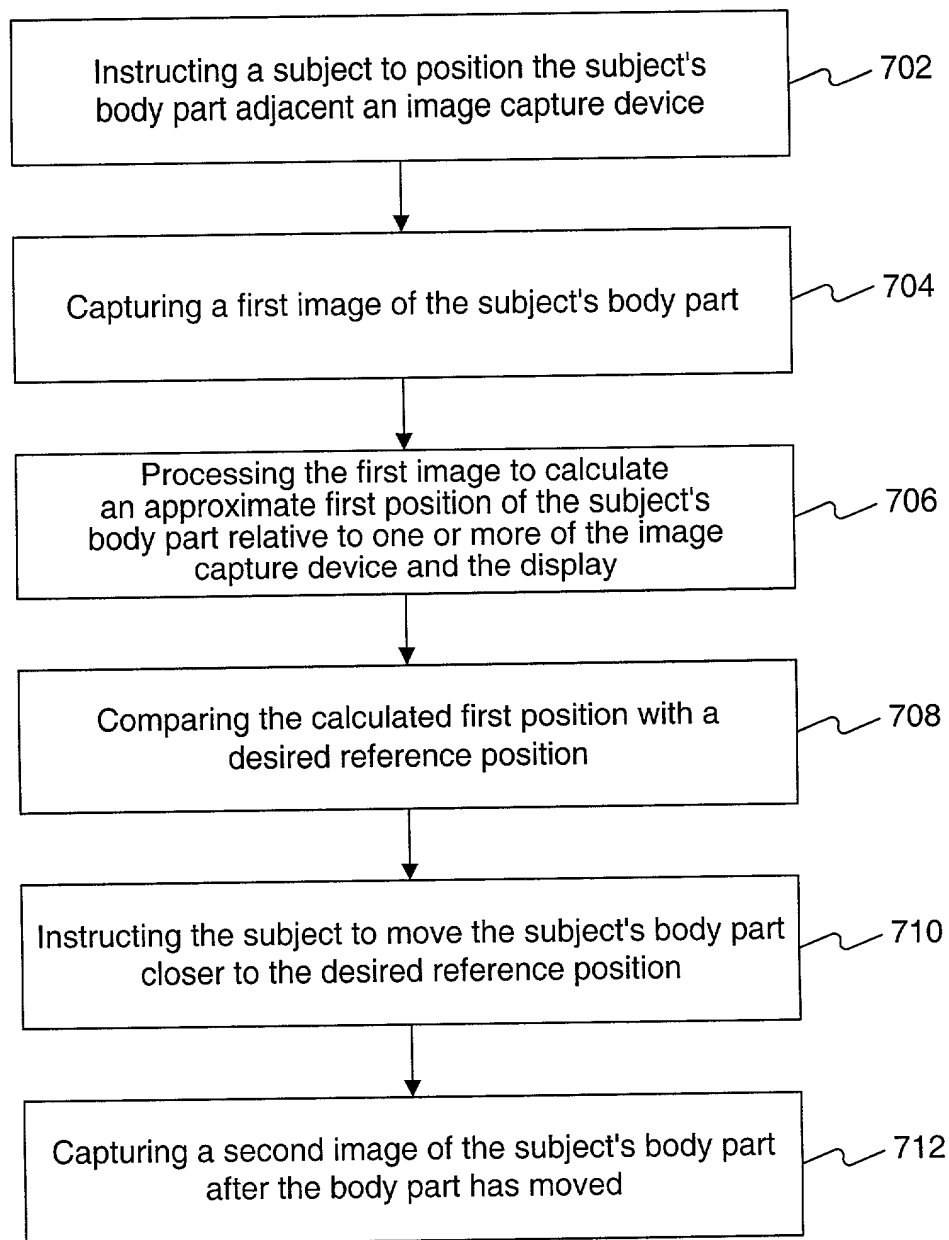 Instructing a subject to position the subject's
body part adjacent an image capture device
702
Capturing a first image of the subject's body part
704
Processing the first image to calculate
an approximate first position of the subject's
body part relative to one or more of the image
capture device and the display
706
Comparing the calculated first position with a
desired reference position
708
Instructing the subject to move the subject's body part
closer to the desired reference position
710
Capturing a second image of the subject's body part
after the body part has moved
712